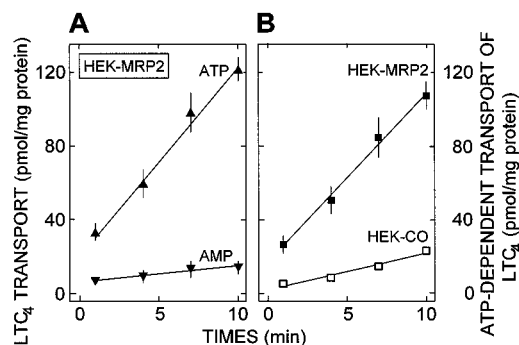 A
B
HEK-MRP2
ATP
AMP
HEK-MRP2
HEK-CO
120
80
40
0
120
80
40
0
0
5
10
0
5
10
TIMES (min)
LTC4 TRANSPORT (pmol/mg protein)
ATP-DEPENDENT TRANSPORT OF
LTC4 (pmol/mg protein)